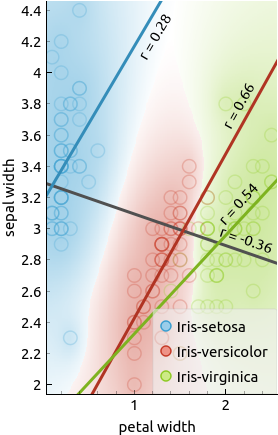 4.4
4.2
4
3.8
3.6
3.4
3.2
3
2.8
2.6
2.4
2.2
2
sepal width
r = 0.28
r = 0.66
r = 0.54
r = -0.36
Iris-setosa
Iris-versicolor
Iris-virginica
1
2
petal width